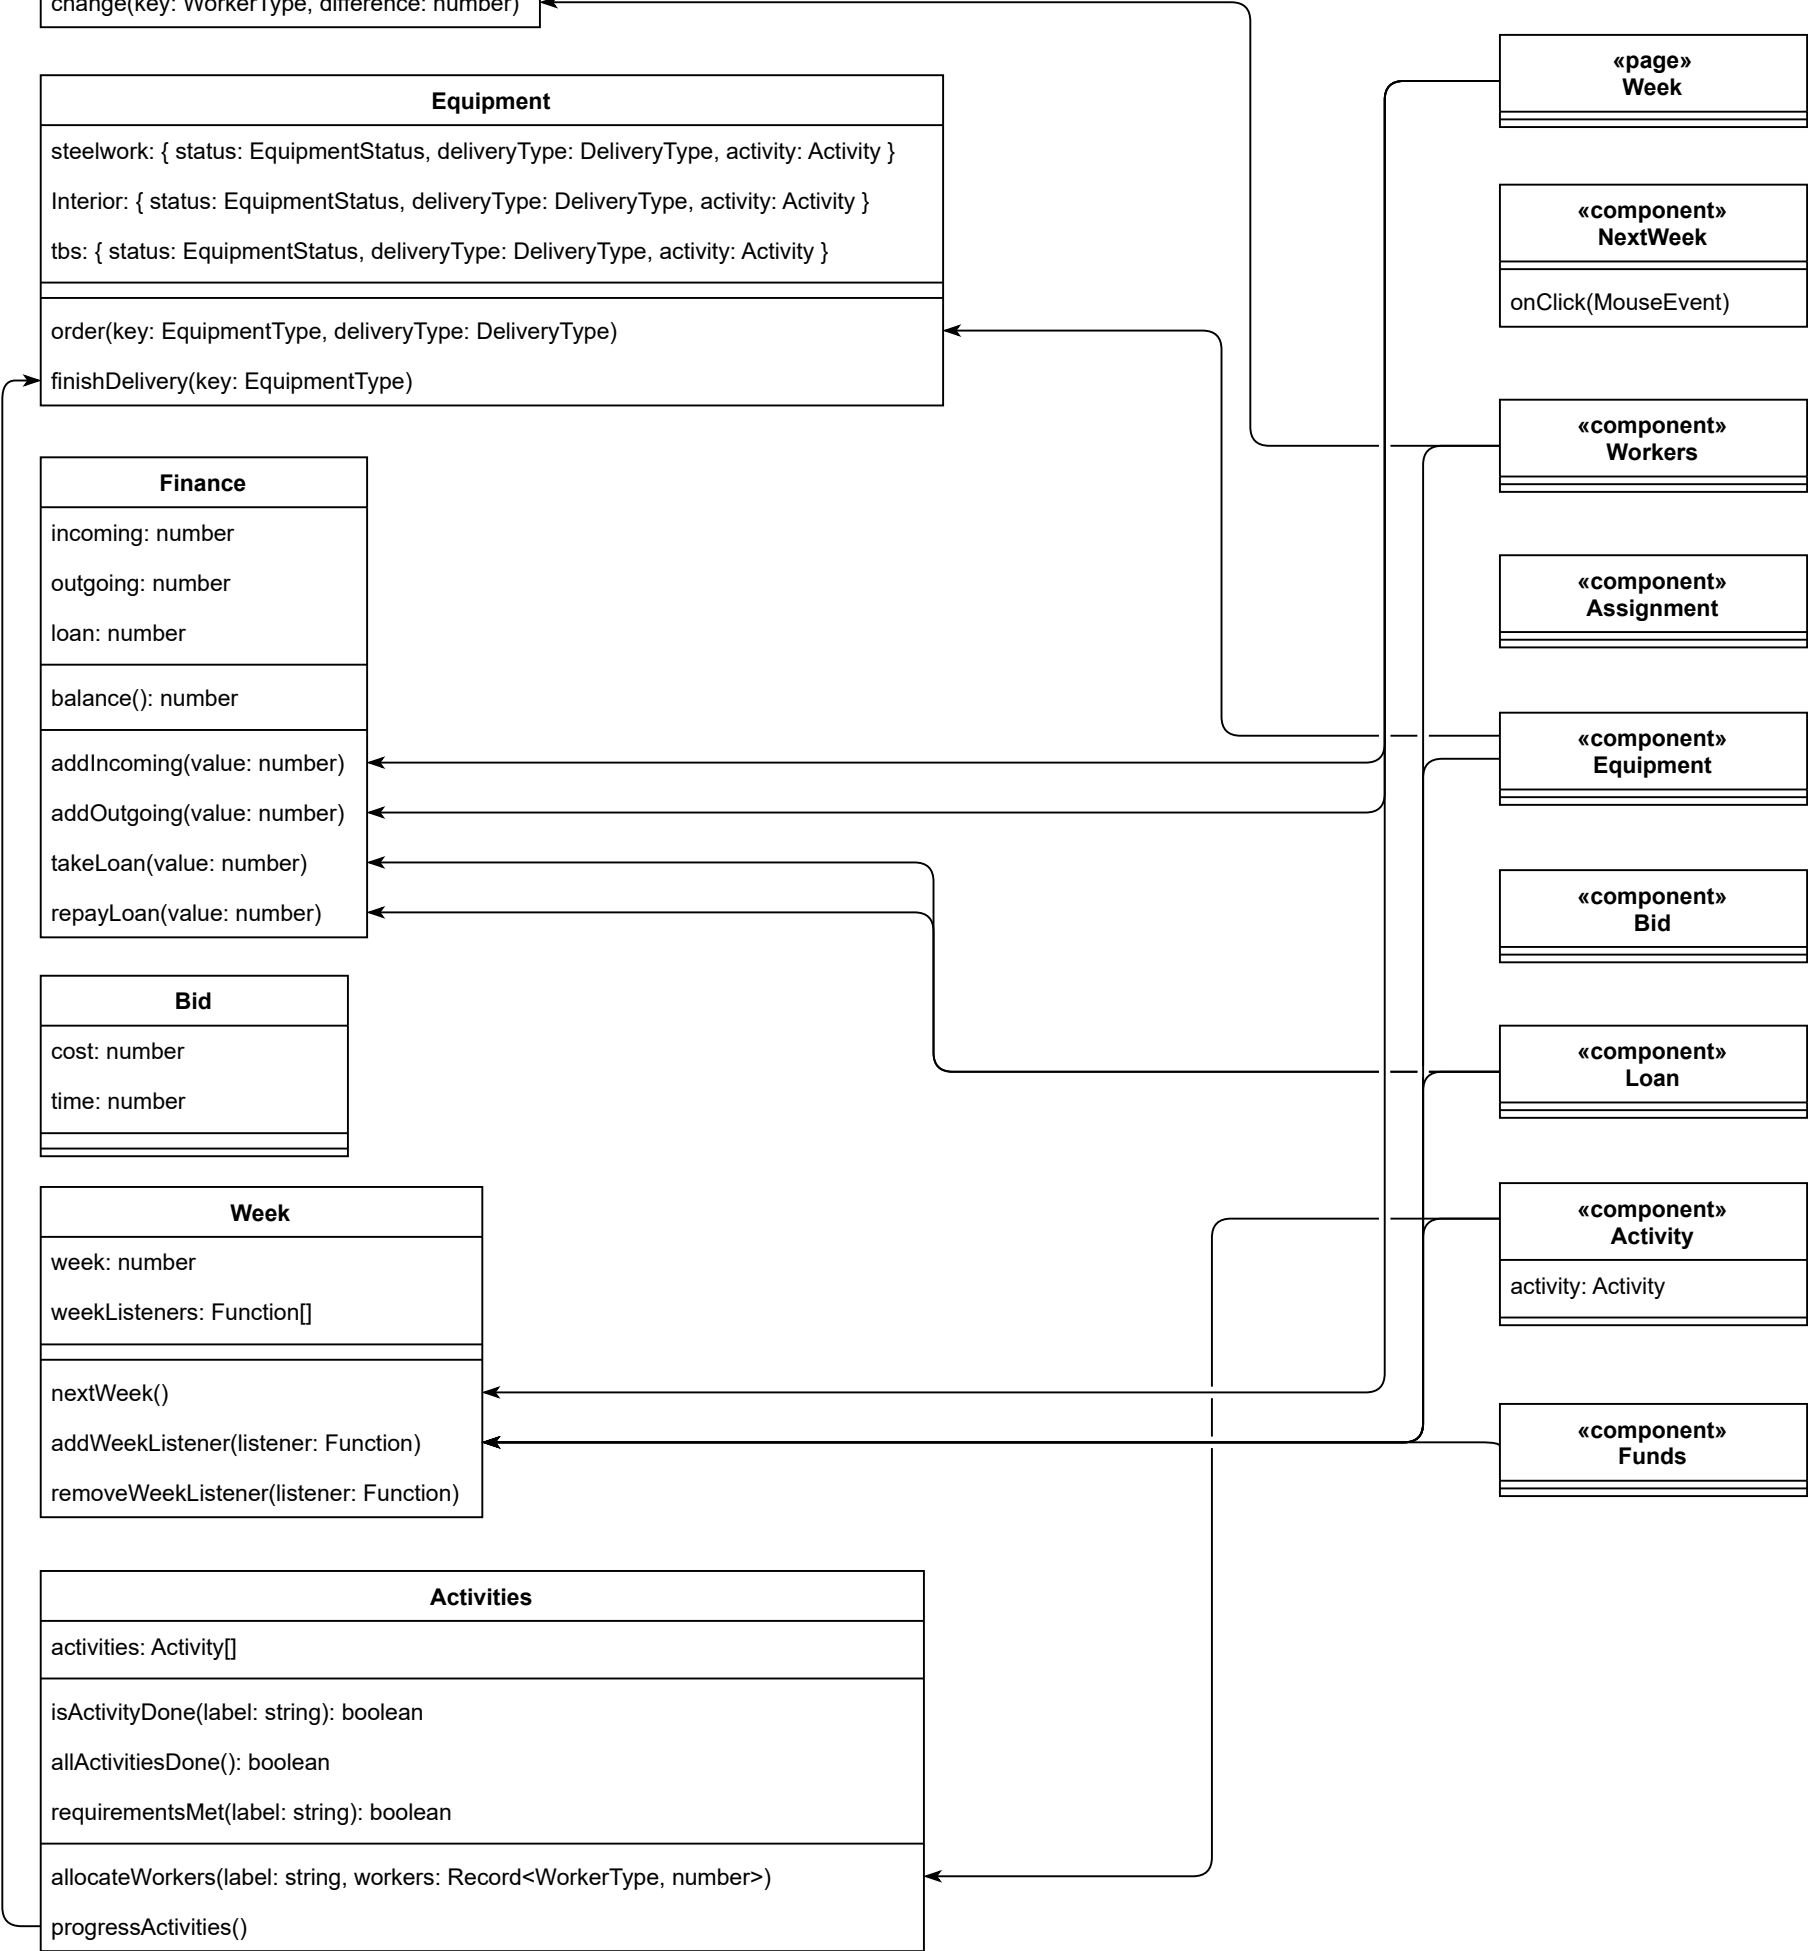 change(key: WorkerType, difference: number)
Equipment
steelwork: { status: EquipmentStatus, deliveryType: DeliveryType, activity: Activity }
Interior: { status: EquipmentStatus, deliveryType: DeliveryType, activity: Activity }
tbs: { status: EquipmentStatus, deliveryType: DeliveryType, activity: Activity }
order(key: EquipmentType, deliveryType: DeliveryType)
finishDelivery(key: EquipmentType)
Finance
incoming: number
outgoing: number
loan: number
balance(): number
addIncoming(value: number)
addOutgoing(value: number)
takeLoan(value: number)
repayLoan(value: number)
Bid
cost: number
time: number
Week
week: number
weekListeners: Function[]
nextWeek()
addWeekListener(listener: Function)
removeWeekListener(listener: Function)
Activities
activities: Activity[]
isActivityDone(label: string): boolean
allActivitiesDone(): boolean
requirementsMet(label: string): boolean
allocateWorkers(label: string, workers: Record<WorkerType, number>)
progressActivities()
«page»
Week
«component»
NextWeek
onClick(MouseEvent)
«component»
Workers
«component»
Assignment
«component»
Equipment
«component»
Bid
«component»
Loan
«component»
Activity
activity: Activity
«component»
Funds